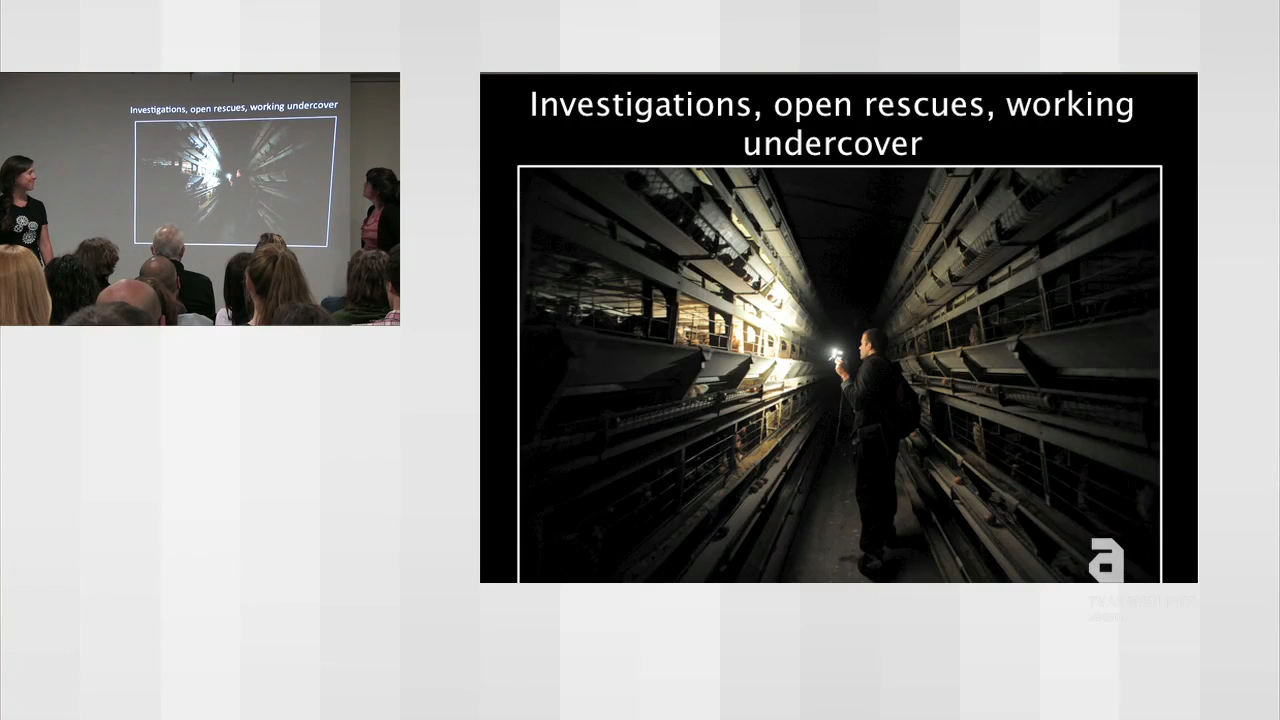 Investigations, open rescues, working undercover
Investigations, open rescues, working
undercover
a